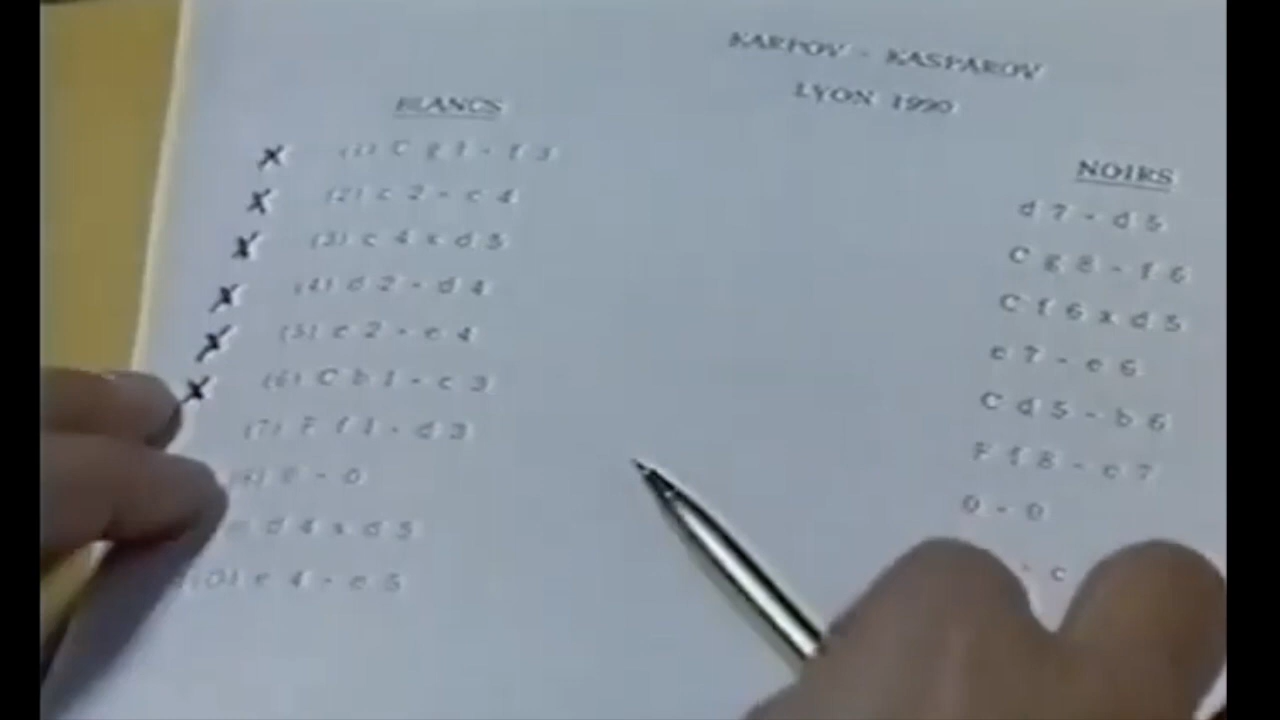 KARPOV - KASPAROV
LYON 1990
BLANCS
(1) C g 1 - f 3
(2) c 2 - c 4
(3) c 4 x d 5
(4) d 2 - d 4
(5) e 2 - e 4
(6) C b 1 - c 3
(7) F f 1 - d 3
(8) 0 - 0
d 4 x d 5
e 4 - e 5
NOIRS
d 7 - d 5
C g 8 - f 6
C f 6 x d 5
e 7 - e 6
C d 5 - b 6
F f 8 - e 7
0 - 0
- c